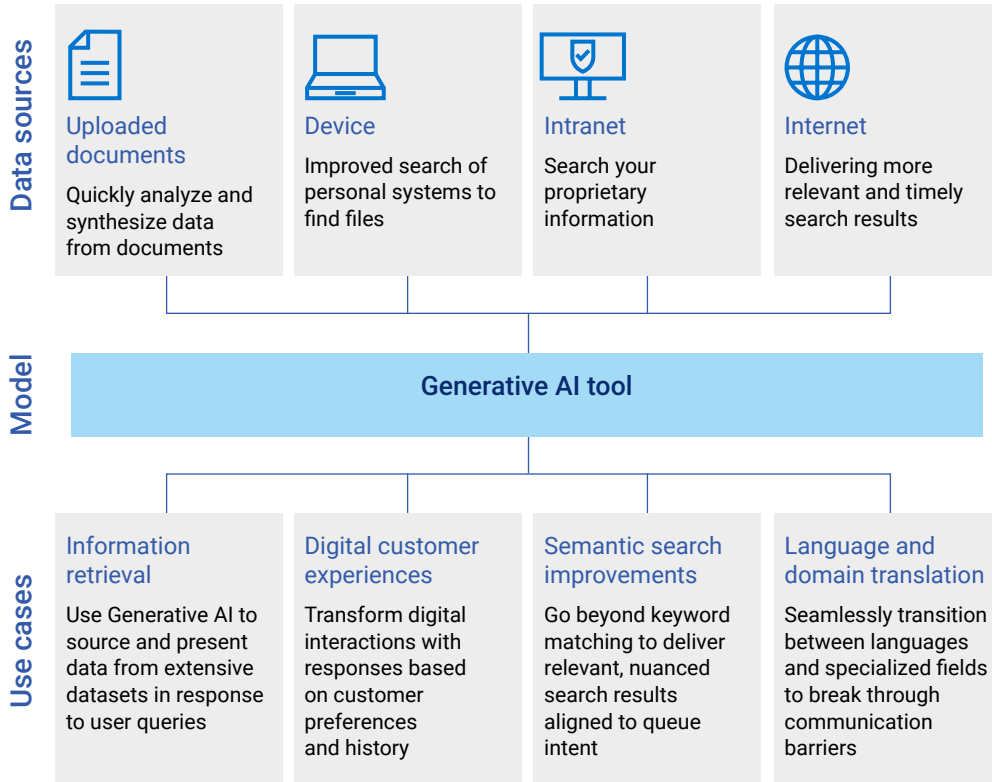 Data sources
Uploaded
documents
Quickly analyze and
synthesize data
from documents
Device
Improved search of
personal systems to
find files
Intranet
Search your
proprietary
information
Internet
Delivering more
relevant and timely
search results
Model
Generative AI tool
Use cases
Information
retrieval
Use Generative AI to
source and present
data from extensive
datasets in response
to user queries
Digital customer
experiences
Transform digital
interactions with
responses based
on customer
preferences
and history
Semantic search
improvements
Go beyond keyword
matching to deliver
relevant, nuanced
search results
aligned to queue
intent
Language and
domain translation
Seamlessly transition
between languages
and specialized fields
to break through
communication
barriers